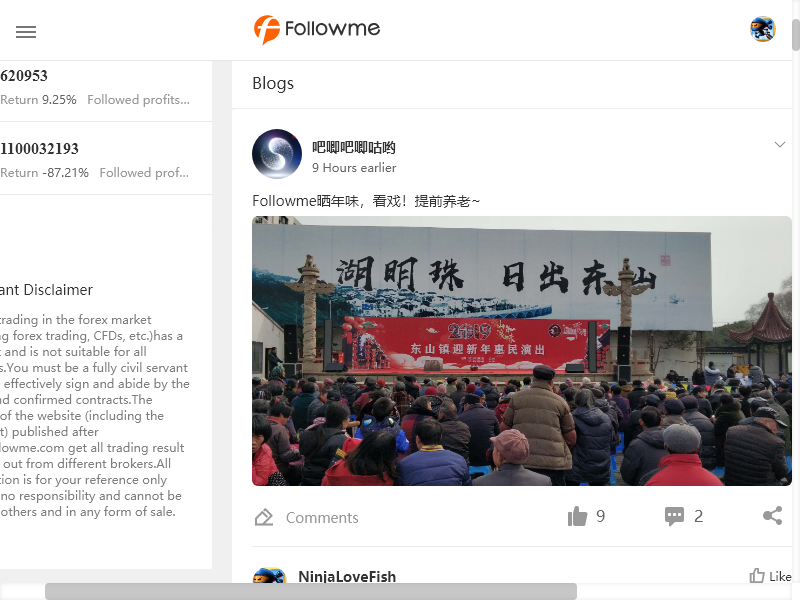 Followme
620953
Return 9.25% Followed profits...
1100032193
Return -87.21% Followed prof...
ant Disclaimer
trading in the forex market
g forex trading, CFDs, etc.)has a
and is not suitable for all
s.You must be a fully civil servant
effectively sign and abide by the
nd confirmed contracts.The
of the website (including the
t) published after
lowme.com get all trading result
out from different brokers.All
tion is for your reference only
no responsibility and cannot be
others and in any form of sale.
Blogs
吧唧吧唧咕哟
9 Hours earlier
Followme晒年味，看戏！提前养老~
湖明珠 日出东山
2019
东山镇迎新年惠民演出
Comments
9
2
NinjaLoveFish
Like